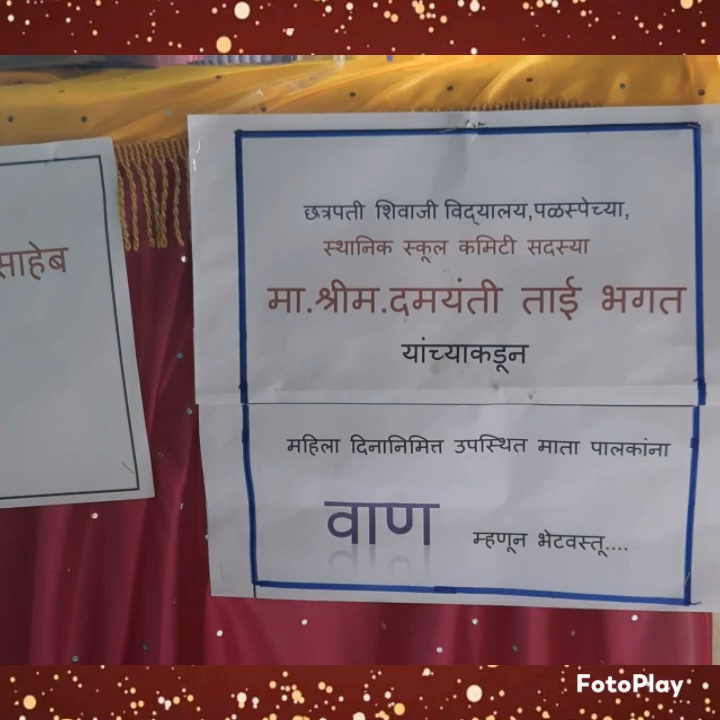 साहेब
छत्रपती शिवाजी विद्यालय,पळस्पेच्या,
स्थानिक स्कूल कमिटी सदस्या
मा.श्रीम.दमयंती ताई भगत
यांच्याकडून
महिला दिनानिमित्त उपस्थित माता पालकांना
वाण म्हणून भेटवस्तू....
FotoPlay